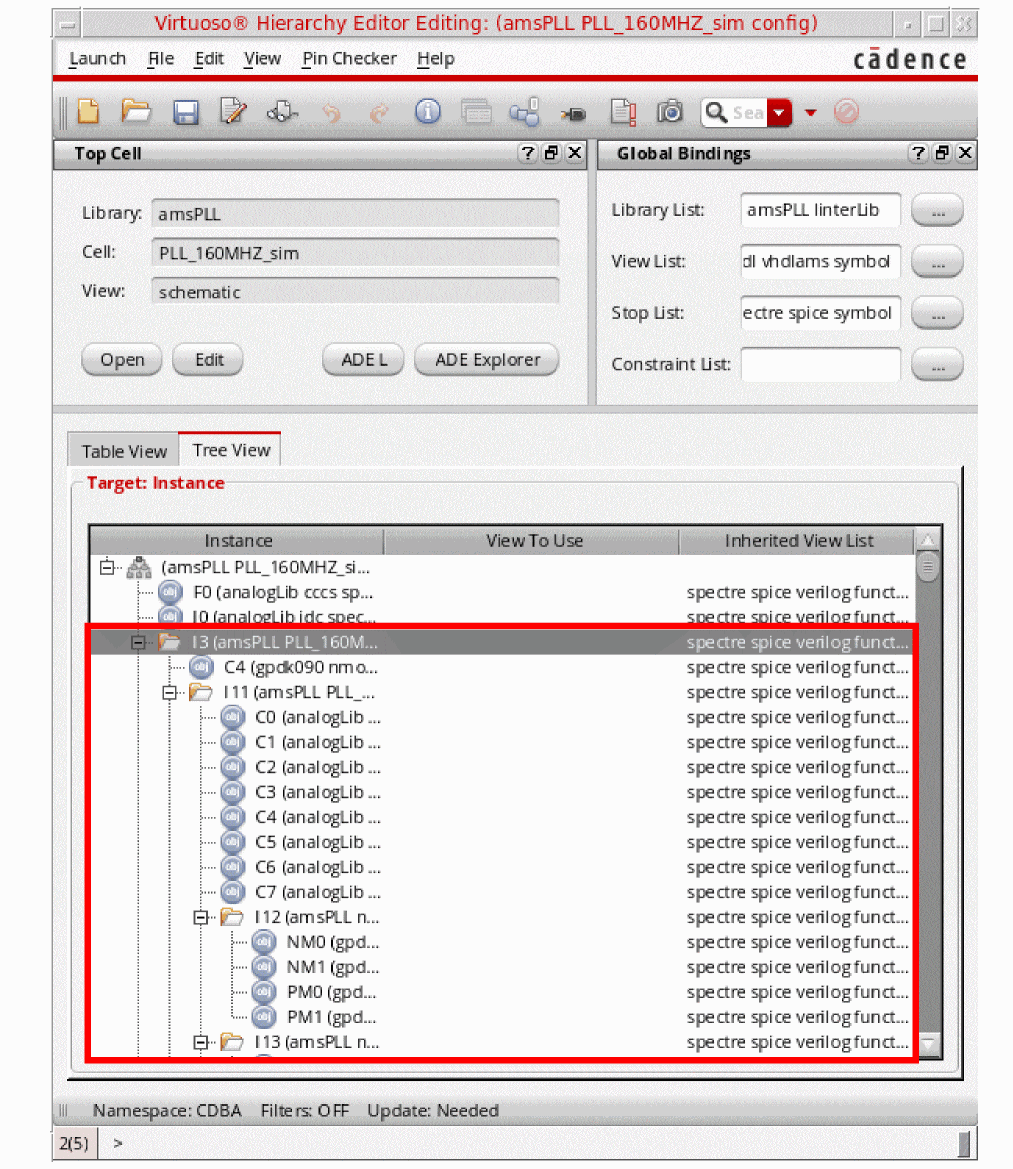 Virtuoso® Hierarchy Editor Editing: (amsPLL PLL_160MHZ_sim config)
Launch File Edit View Pin Checker Help
cādence
Sea
Top Cell
Library: amsPLL
Cell: PLL_160MHZ_sim
View: schematic
Open Edit ADE L ADE Explorer
Global Bindings
Library List: amsPLL linterLib ...
View List: dl vhdlams symbol ...
Stop List: ectre spice symbol ...
Constraint List: ...
Table View Tree View
Target: Instance
Instance View To Use Inherited View List
(amsPLL PLL_160MHZ_si...
F0 (analogLib cccs sp... spectre spice verilog funct...
I0 (analogLib idc spec... spectre spice verilog funct...
I3 (amsPLL PLL_160M... spectre spice verilog funct...
C4 (gpdk090 nmo... spectre spice verilog funct...
I11 (amsPLL PLL_... spectre spice verilog funct...
C0 (analogLib ... spectre spice verilog funct...
C1 (analogLib ... spectre spice verilog funct...
C2 (analogLib ... spectre spice verilog funct...
C3 (analogLib ... spectre spice verilog funct...
C4 (analogLib ... spectre spice verilog funct...
C5 (analogLib ... spectre spice verilog funct...
C6 (analogLib ... spectre spice verilog funct...
C7 (analogLib ... spectre spice verilog funct...
I12 (amsPLL n... spectre spice verilog funct...
NM0 (gpd... spectre spice verilog funct...
NM1 (gpd... spectre spice verilog funct...
PM0 (gpd... spectre spice verilog funct...
PM1 (gpd... spectre spice verilog funct...
I13 (amsPLL n... spectre spice verilog funct...
Namespace: CDBA Filters: OFF Update: Needed
2(5) >